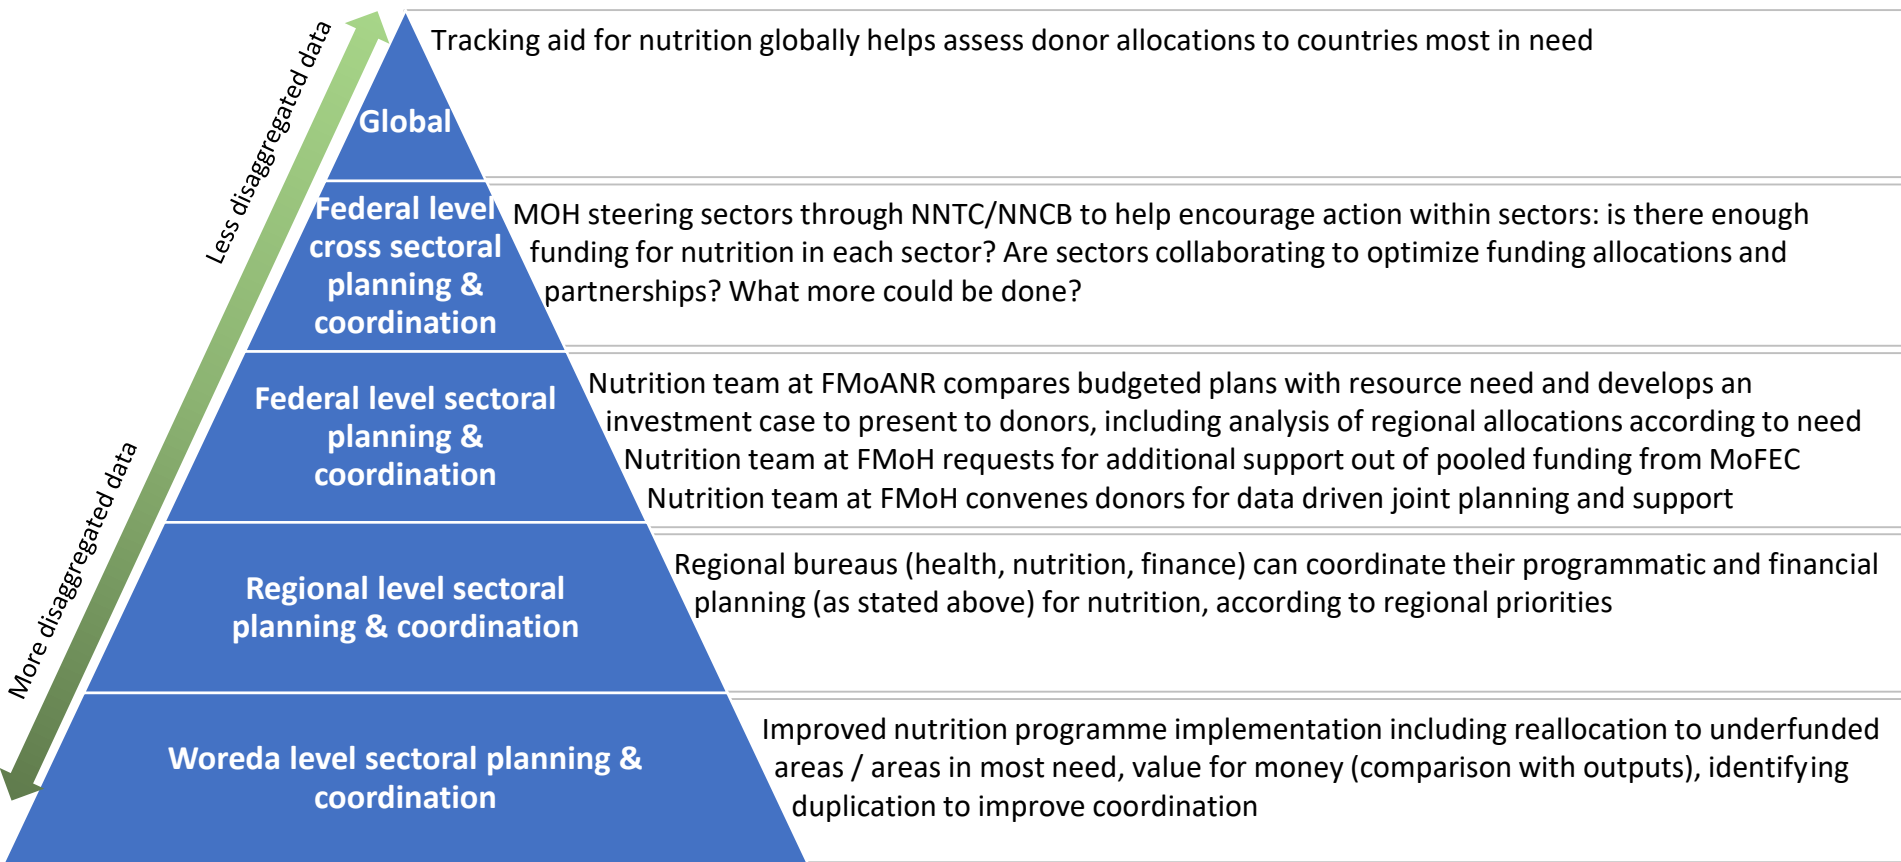 Less disaggregated data
More disaggregated data
Global
Tracking aid for nutrition globally helps assess donor allocations to countries most in need
Federal level
cross sectoral
planning &
coordination
MOH steering sectors through NNTC/NNCB to help encourage action within sectors: is there enough
funding for nutrition in each sector? Are sectors collaborating to optimize funding allocations and
partnerships? What more could be done?
Federal level sectoral
planning &
coordination
Nutrition team at FMoANR compares budgeted plans with resource need and develops an
investment case to present to donors, including analysis of regional allocations according to need
Nutrition team at FMoH requests for additional support out of pooled funding from MoFEC
Nutrition team at FMoH convenes donors for data driven joint planning and support
Regional level sectoral
planning & coordination
Regional bureaus (health, nutrition, finance) can coordinate their programmatic and financial
planning (as stated above) for nutrition, according to regional priorities
Woreda level sectoral planning &
coordination
Improved nutrition programme implementation including reallocation to underfunded
areas / areas in most need, value for money (comparison with outputs), identifying
duplication to improve coordination